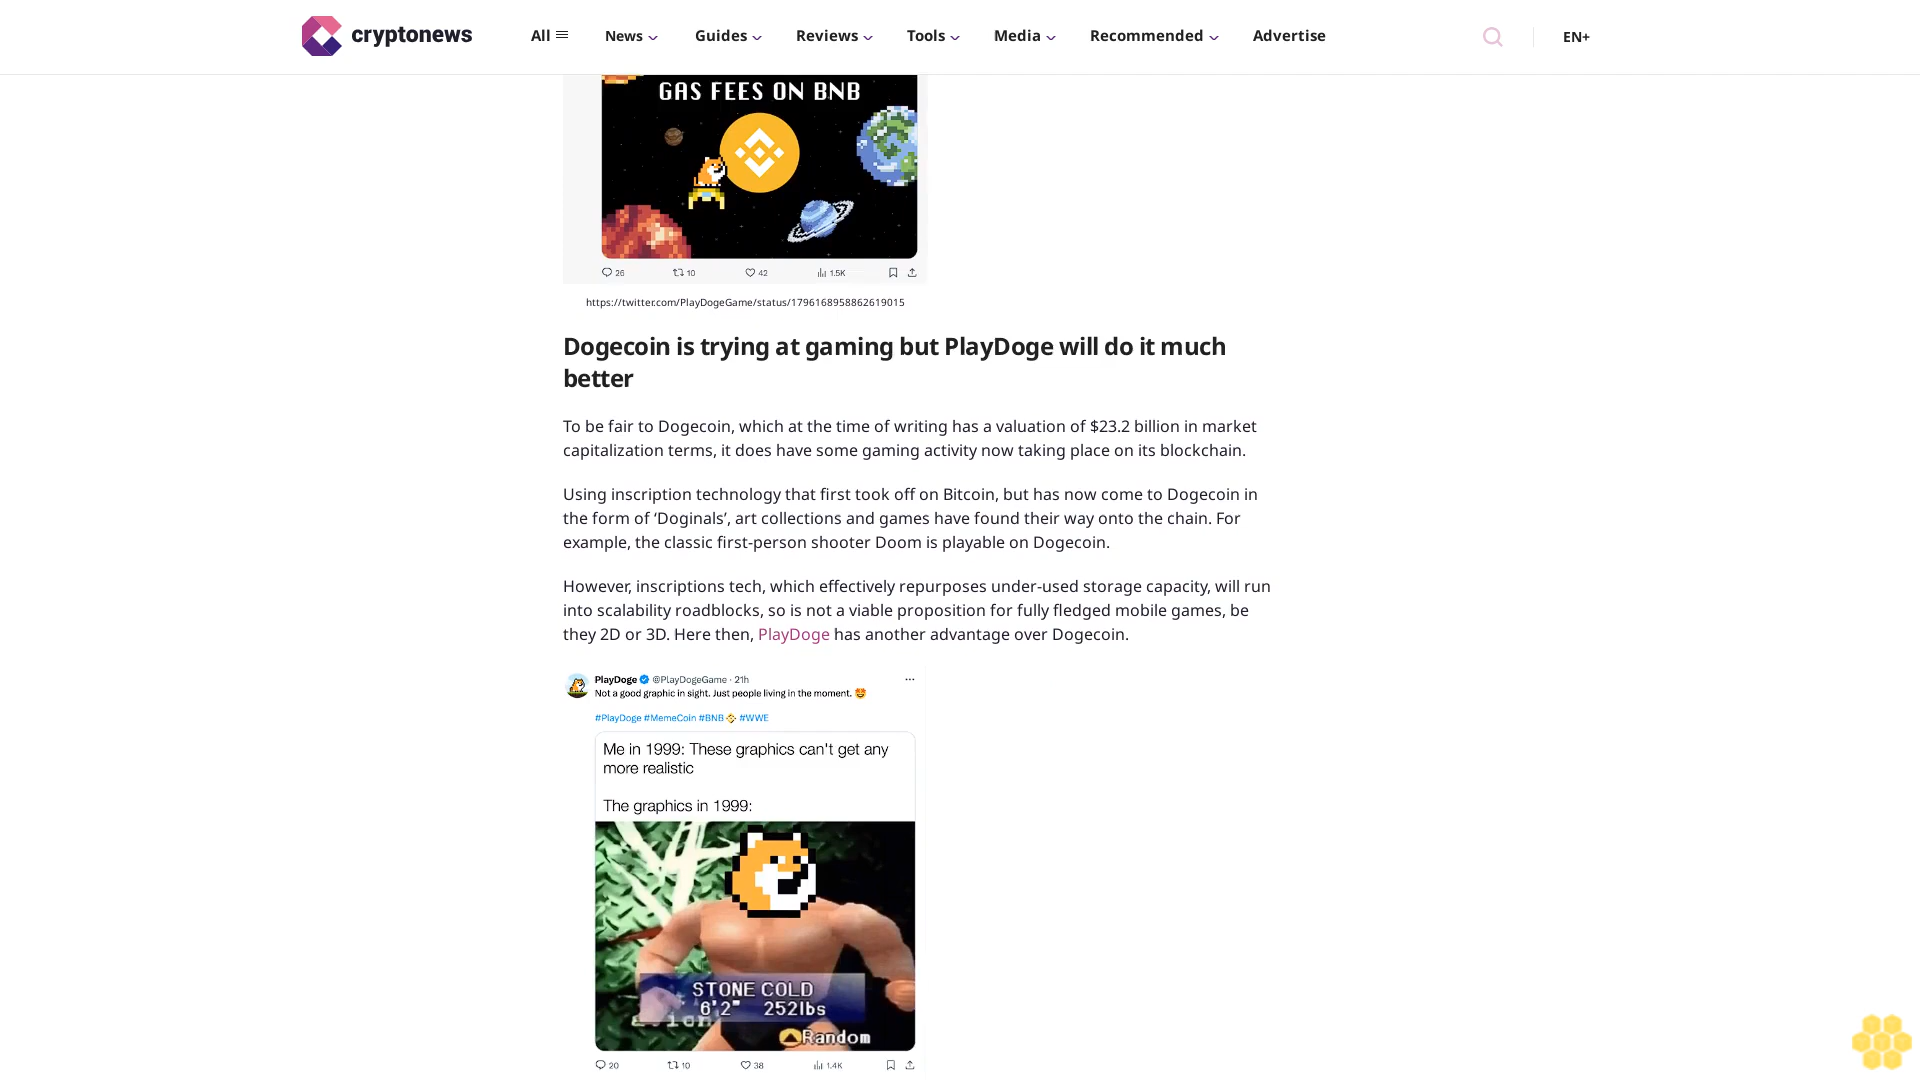 cryptonews
All
News
Guides
Reviews
Tools
Media
Recommended
Advertise
EN+
GAS FEES ON BNB
26
10
42
1.5K
https://twitter.com/PlayDogeGame/status/1796168958862619015
Dogecoin is trying at gaming but PlayDoge will do it much
better
To be fair to Dogecoin, which at the time of writing has a valuation of $23.2 billion in market
capitalization terms, it does have some gaming activity now taking place on its blockchain.
Using inscription technology that first took off on Bitcoin, but has now come to Dogecoin in
the form of ‘Doginals’, art collections and games have found their way onto the chain. For
example, the classic first-person shooter Doom is playable on Dogecoin.
However, inscriptions tech, which effectively repurposes under-used storage capacity, will run
into scalability roadblocks, so is not a viable proposition for fully fledged mobile games, be
they 2D or 3D. Here then, PlayDoge has another advantage over Dogecoin.
PlayDoge @PlayDogeGame · 21h
Not a good graphic in sight. Just people living in the moment.
#PlayDoge #MemeCoin #BNB #WWE
Me in 1999: These graphics can't get any
more realistic
The graphics in 1999:
STONE COLD
6'2" 252lbs
Random
20
10
38
1.4K